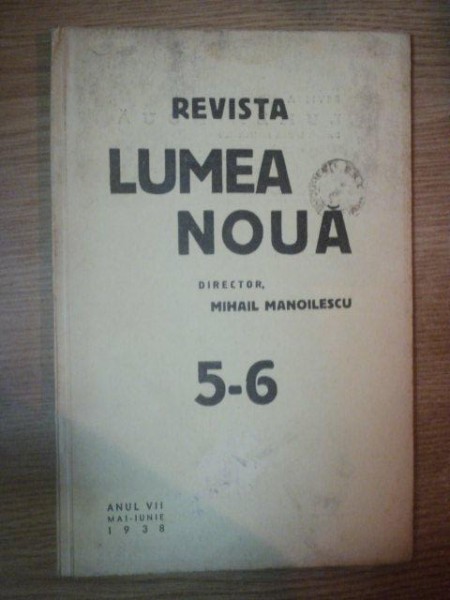 REVISTA
LUMEA
NOUĂ
DIRECTOR,
MIHAIL MANOILESCU
5-6
ANUL VII
MAI-IUNIE
1938